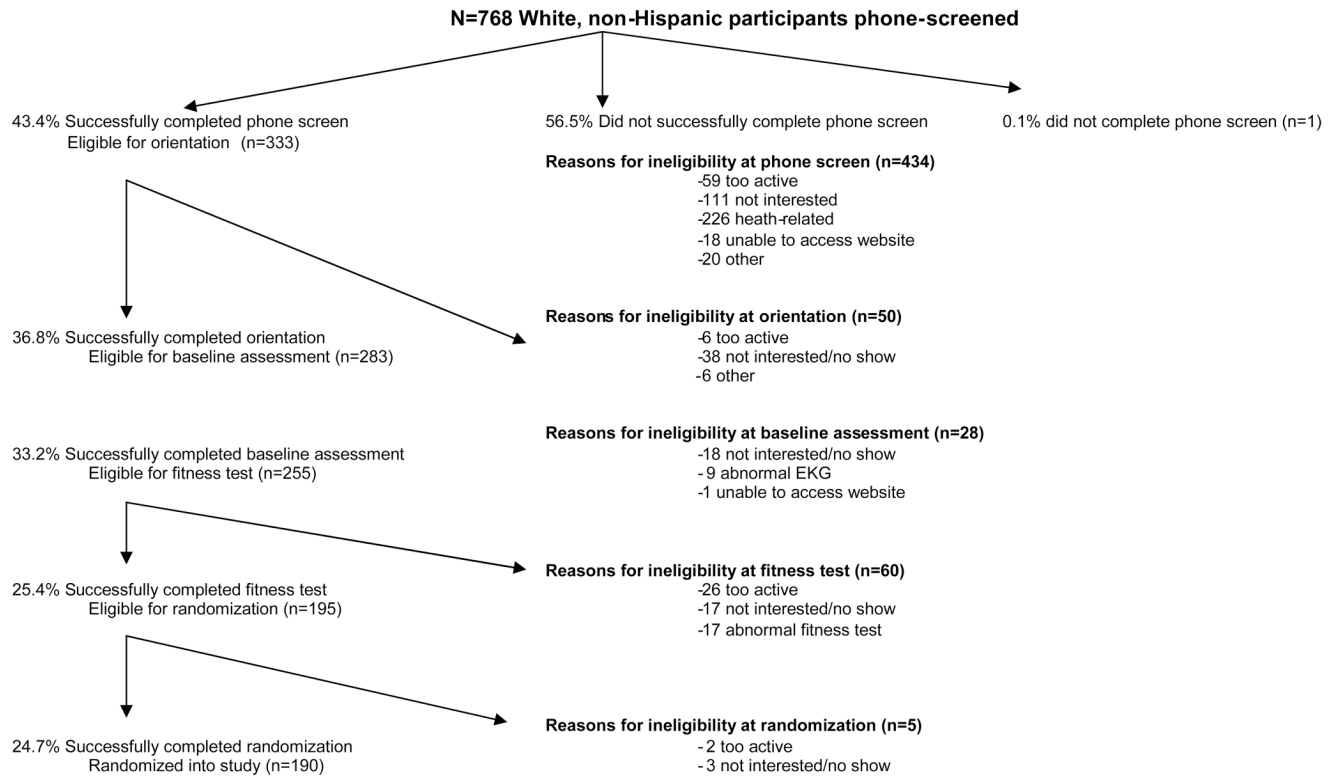 N=768 White, non-Hispanic participants phone-screened
43.4% Successfully completed phone screen
Eligible for orientation (n=333)
56.5% Did not successfully complete phone screen
0.1% did not complete phone screen (n=1)
Reasons for ineligibility at phone screen (n=434)
-59 too active
-111 not interested
-226 heath-related
-18 unable to access website
-20 other
36.8% Successfully completed orientation
Eligible for baseline assessment (n=283)
Reasons for ineligibility at orientation (n=50)
-6 too active
-38 not interested/no show
-6 other
33.2% Successfully completed baseline assessment
Eligible for fitness test (n=255)
Reasons for ineligibility at baseline assessment (n=28)
-18 not interested/no show
- 9 abnormal EKG
-1 unable to access website
25.4% Successfully completed fitness test
Eligible for randomization (n=195)
Reasons for ineligibility at fitness test (n=60)
-26 too active
-17 not interested/no show
-17 abnormal fitness test
24.7% Successfully completed randomization
Randomized into study (n=190)
Reasons for ineligibility at randomization (n=5)
- 2 too active
- 3 not interested/no show